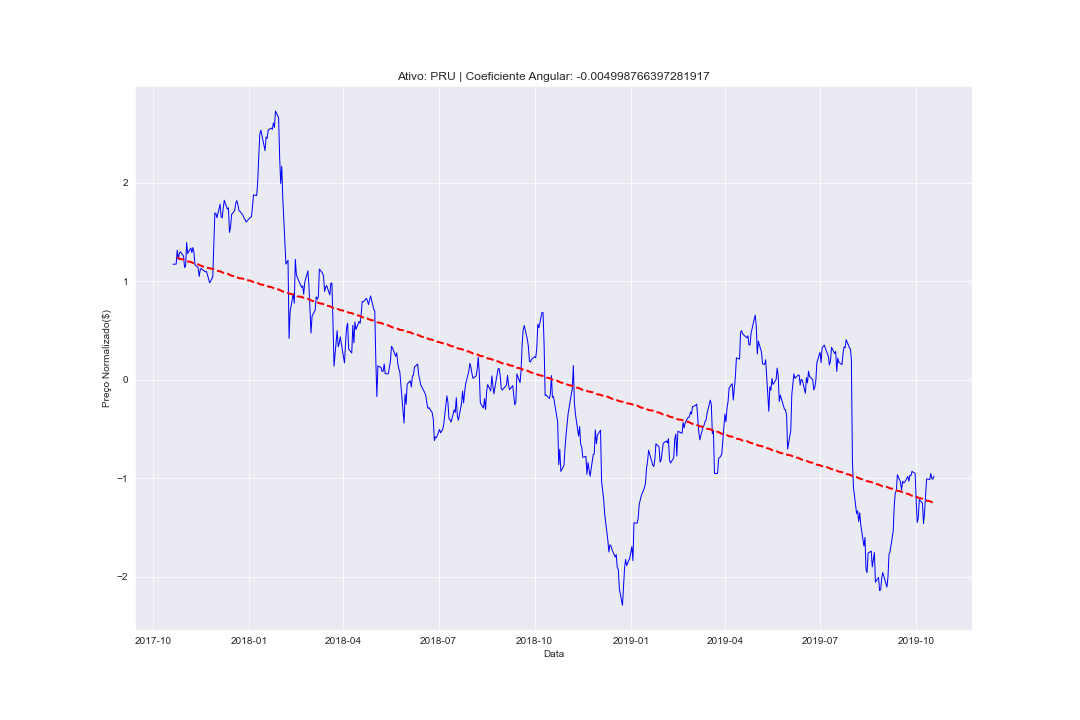 Ativo: PRU | Coeficiente Angular: -0.004998766397281917
Preço Normalizado($)
2
1
0
−1
−2
2017-10 2018-01 2018-04 2018-07 2018-10 2019-01 2019-04 2019-07 2019-10
Data